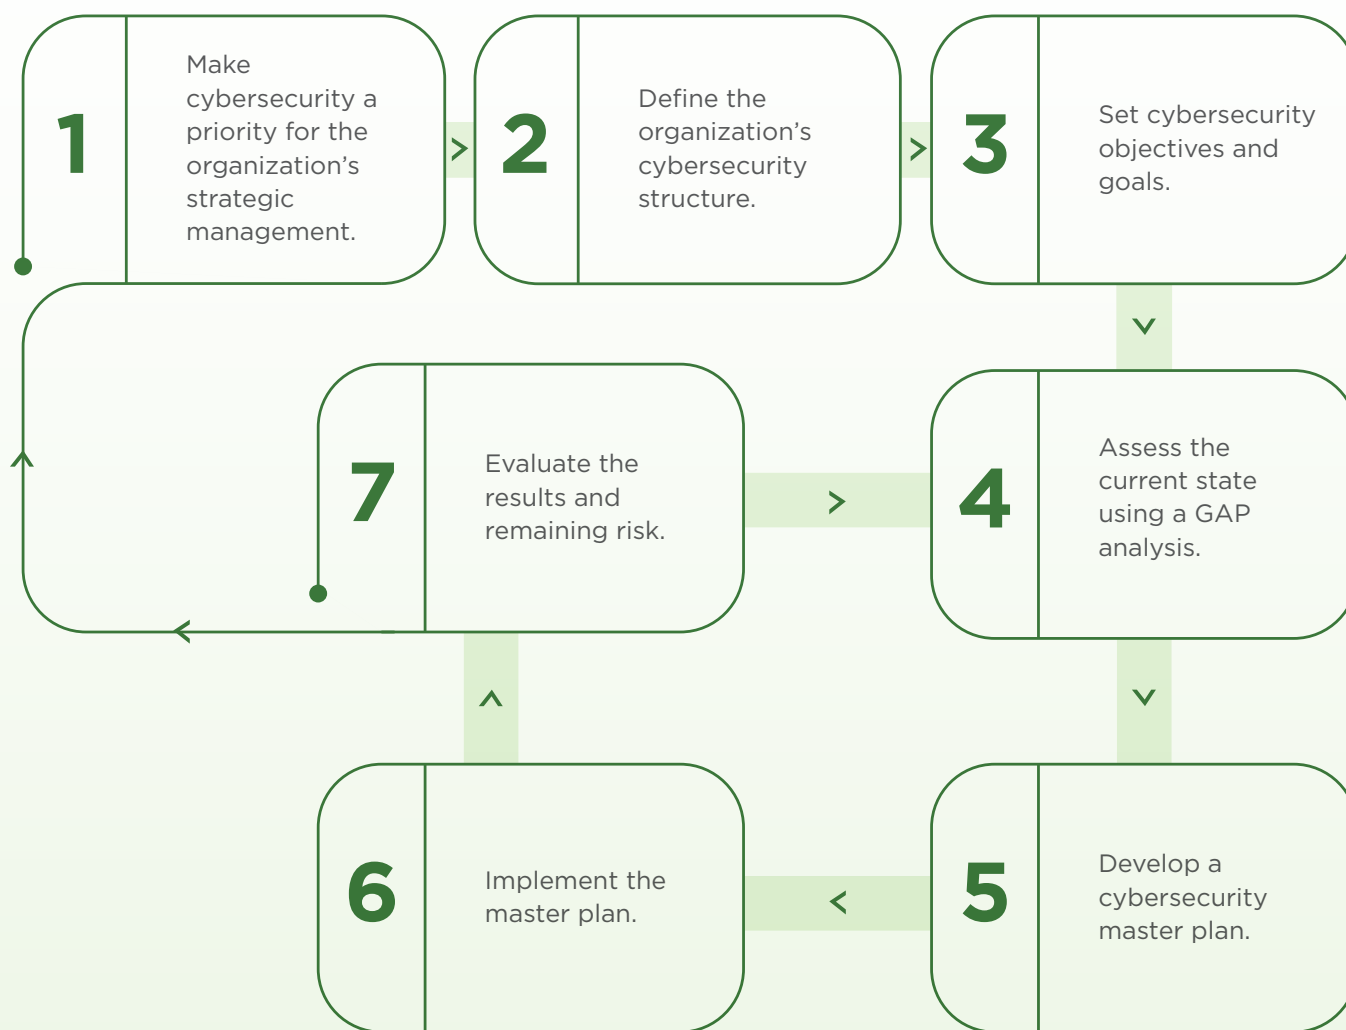 1
Make
cybersecurity a
priority for the
organization's
strategic
management.
2
Define the
organization's
cybersecurity
structure.
3
Set cybersecurity
objectives and
goals.
4
Assess the
current state
using a GAP
analysis.
5
Develop a
cybersecurity
master plan.
6
Implement the
master plan.
7
Evaluate the
results and
remaining risk.